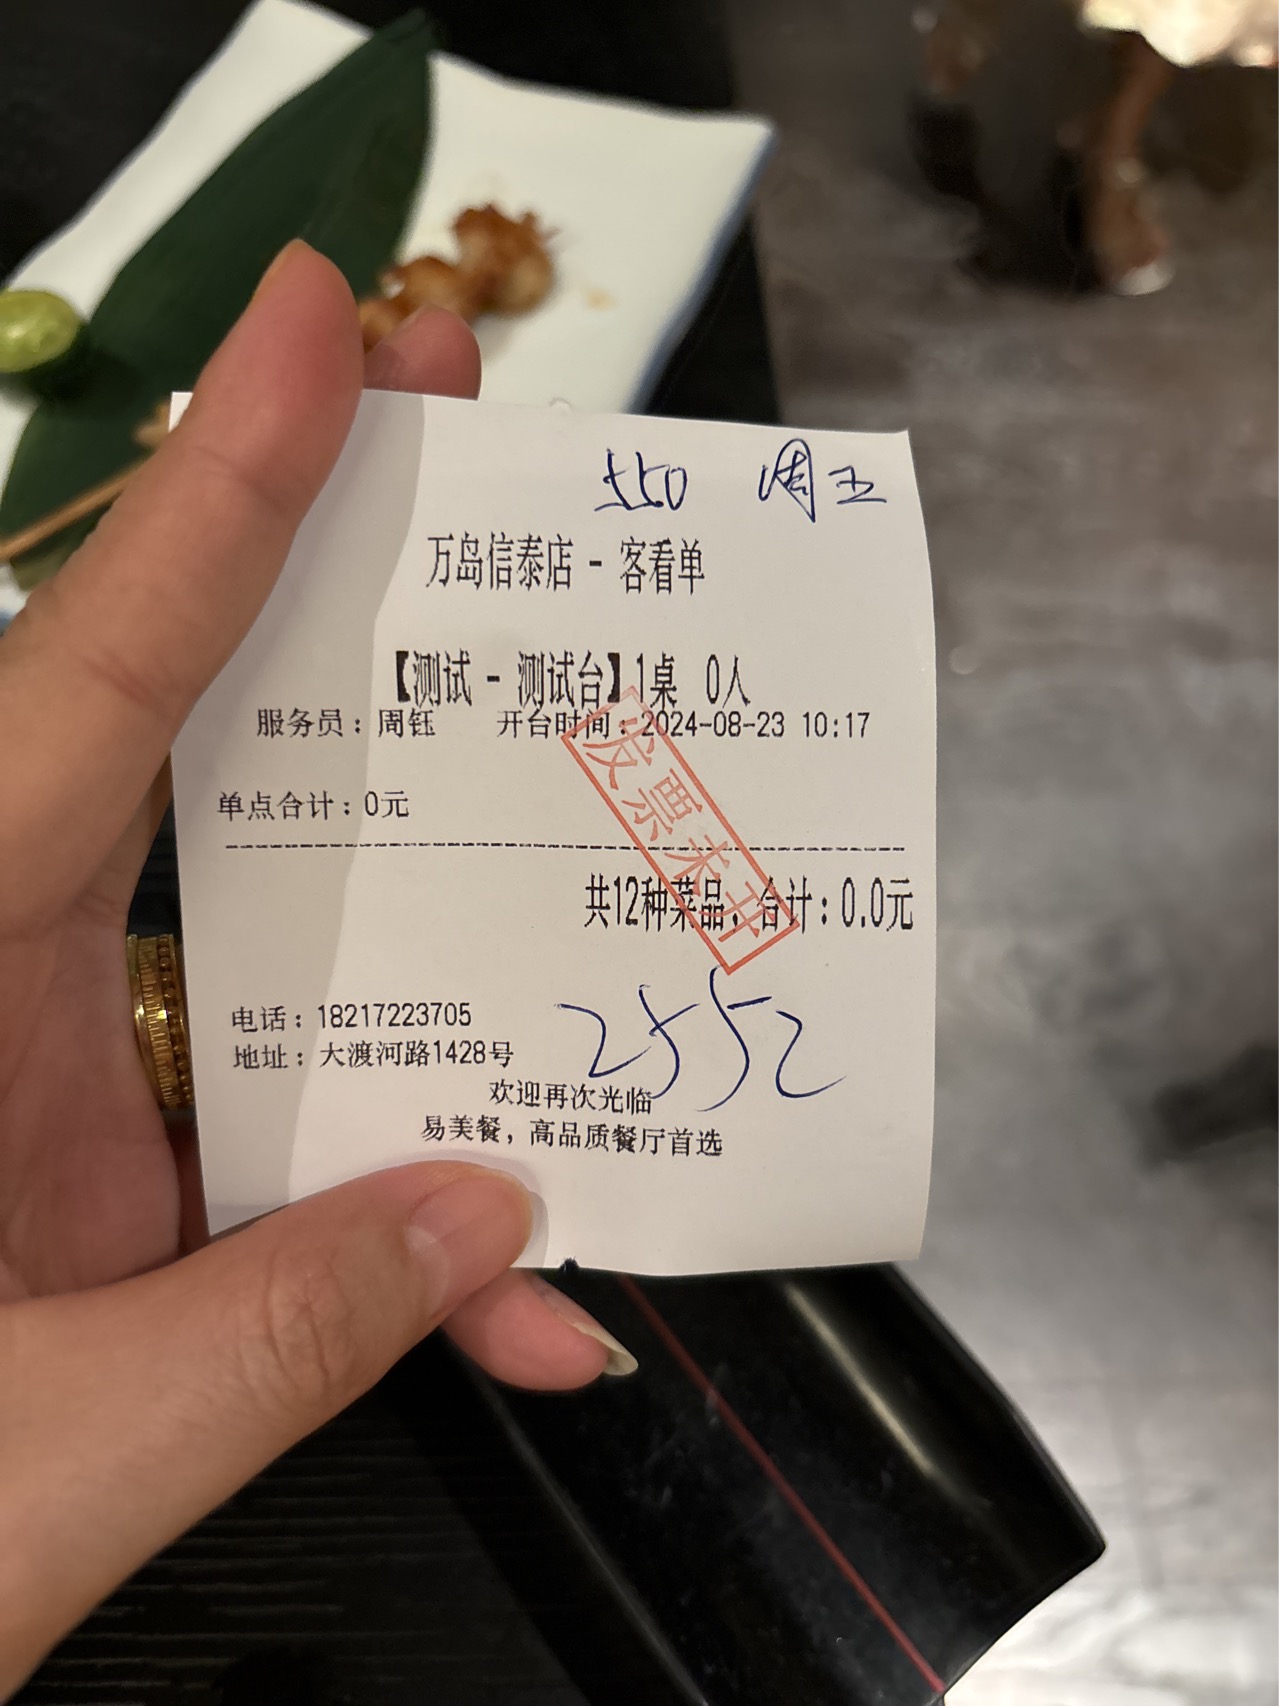 550 周五
万岛信泰店 - 客看单
【测试 - 测试台】1桌 0人
服务员：周钰 开台时间：2024-08-23 10:17
发票未开
单点合计：0元
共12种菜品，合计：0.0元
2552
电话：18217223705
地址：大渡河路1428号
欢迎再次光临
易美餐，高品质餐厅首选